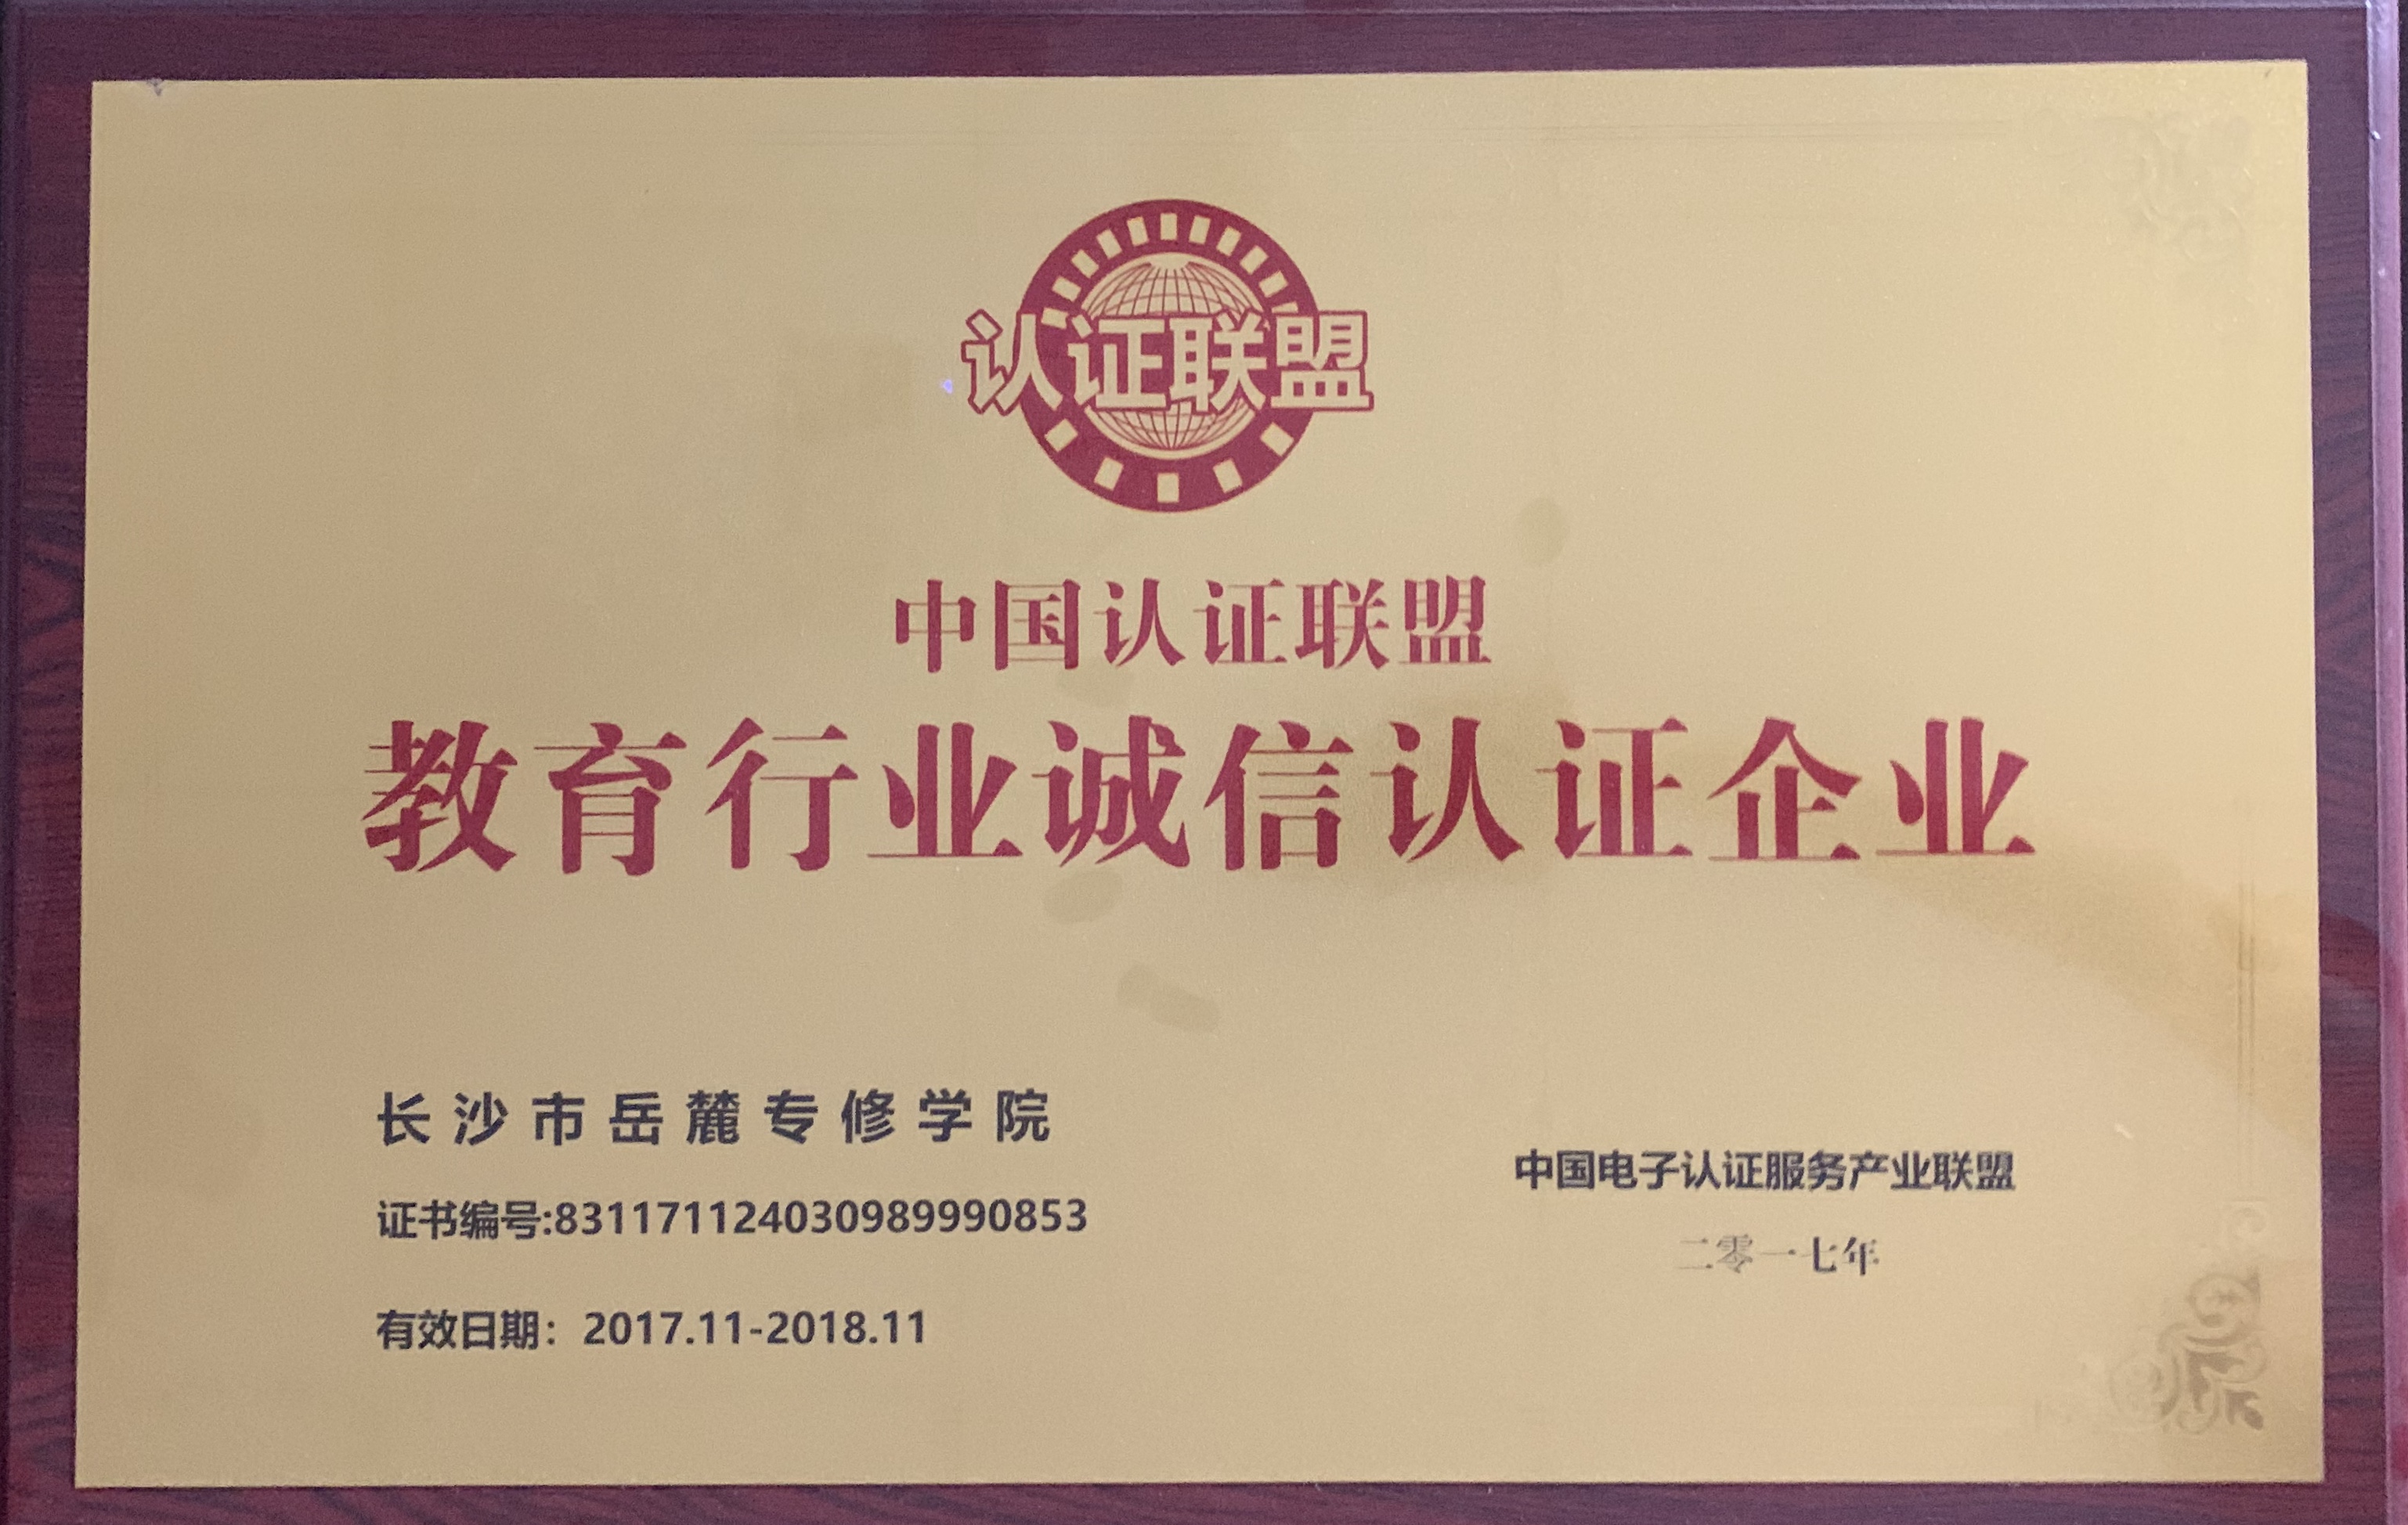 认证联盟
中国认证联盟
教育行业诚信认证企业
长沙市岳麓专修学院
证书编号:831171124030989990853
有效日期：2017.11-2018.11
中国电子认证服务产业联盟
二零一七年